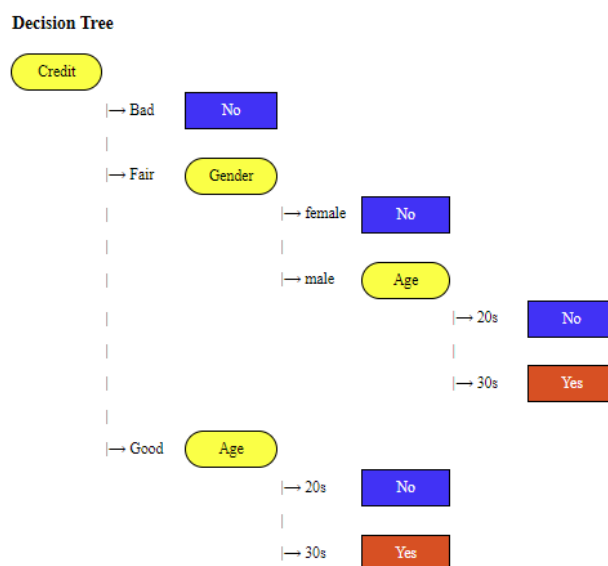 Decision Tree
Credit
|→ Bad No
|→ Fair Gender
|→ female No
|→ male Age
|→ 20s No
|→ 30s Yes
|→ Good Age
|→ 20s No
|→ 30s Yes